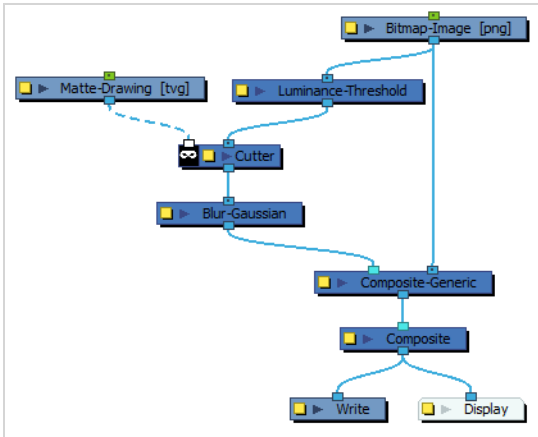 Bitmap-Image [png]
Matte-Drawing [tvg]
Luminance-Threshold
Cutter
Blur-Gaussian
Composite-Generic
Composite
Write
Display